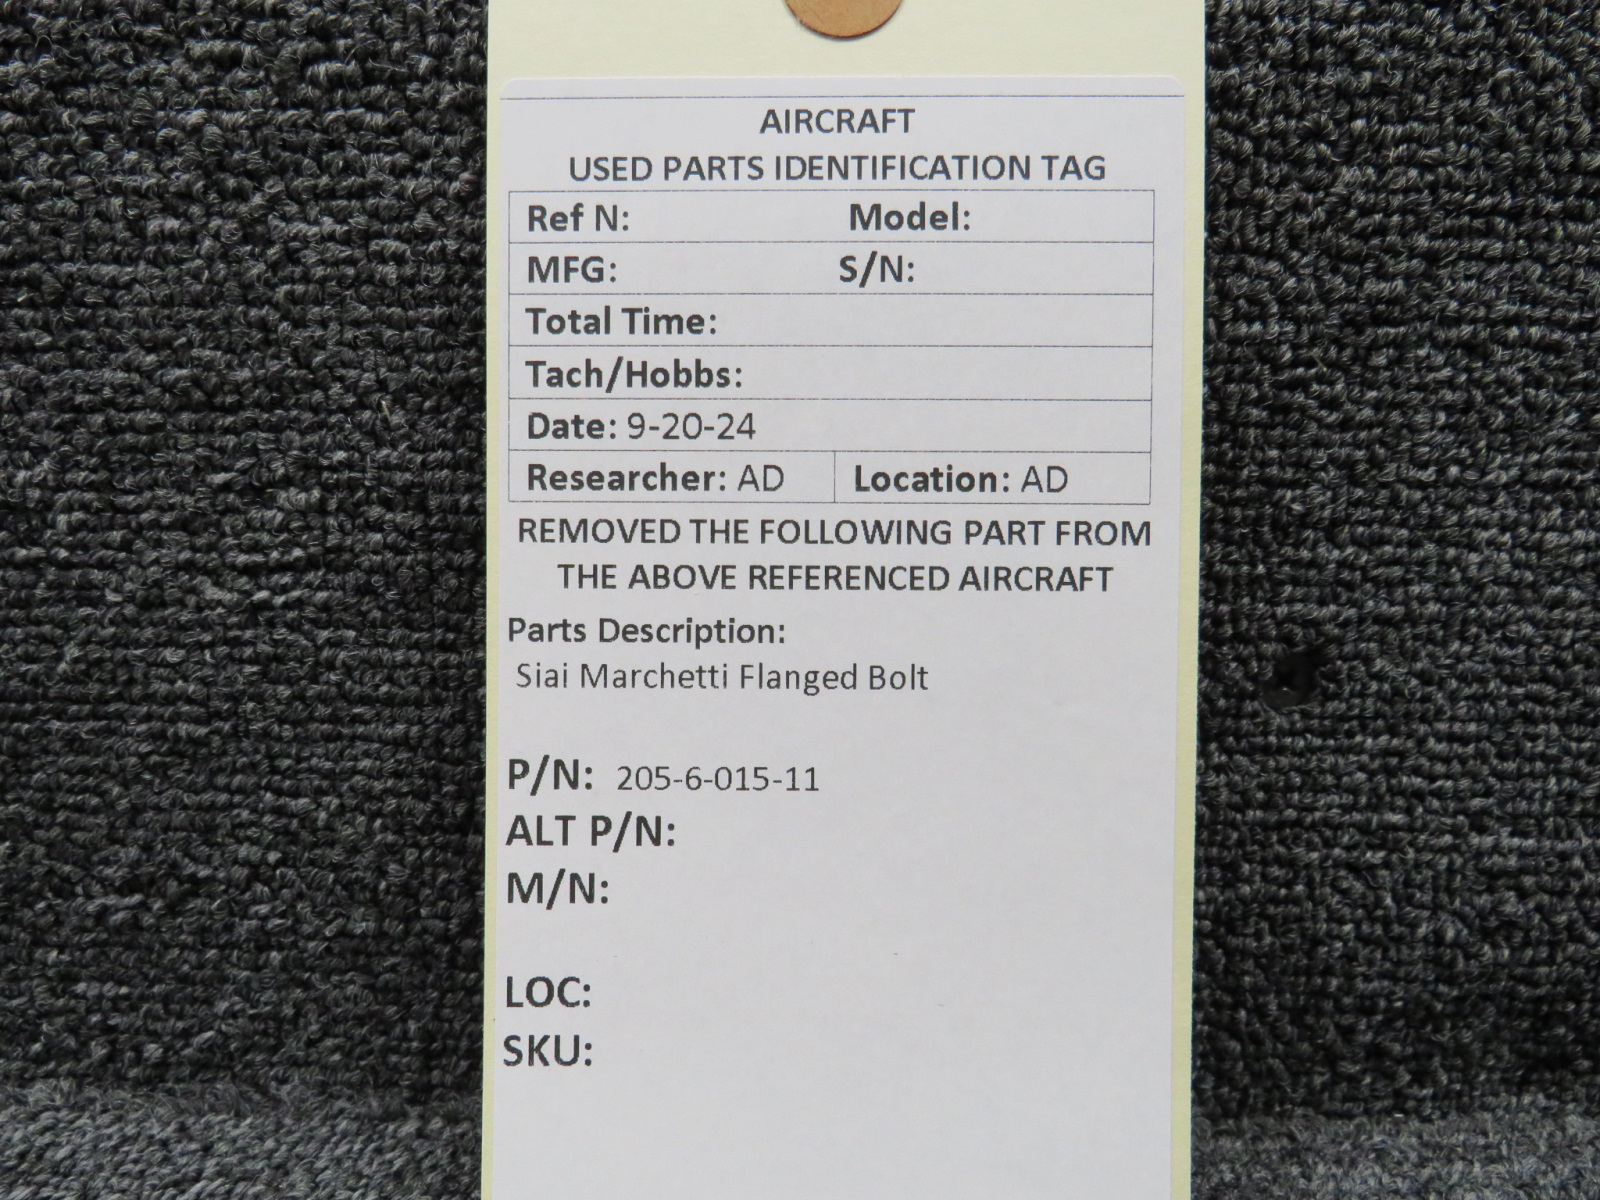 AIRCRAFT
USED PARTS IDENTIFICATION TAG
Ref N: Model:
MFG: S/N:
Total Time:
Tach/Hobbs:
Date: 9-20-24
Researcher: AD Location: AD
REMOVED THE FOLLOWING PART FROM
THE ABOVE REFERENCED AIRCRAFT
Parts Description:
Siai Marchetti Flanged Bolt
P/N: 205-6-015-11
ALT P/N:
M/N:
LOC:
SKU: